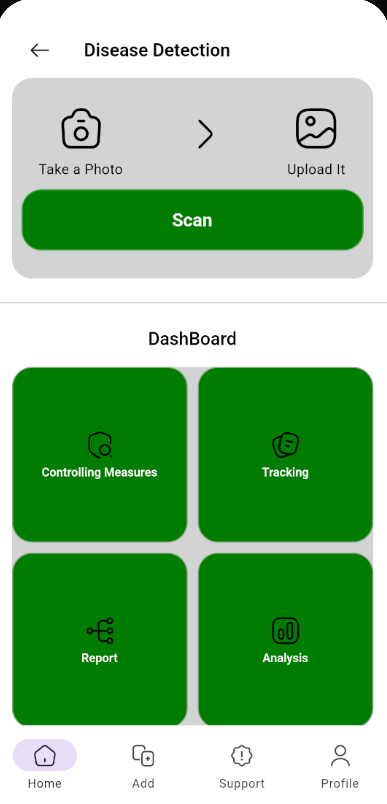 Disease Detection
Take a Photo
Upload It
Scan
DashBoard
Controlling Measures
Tracking
Report
Analysis
Home
Add
Support
Profile